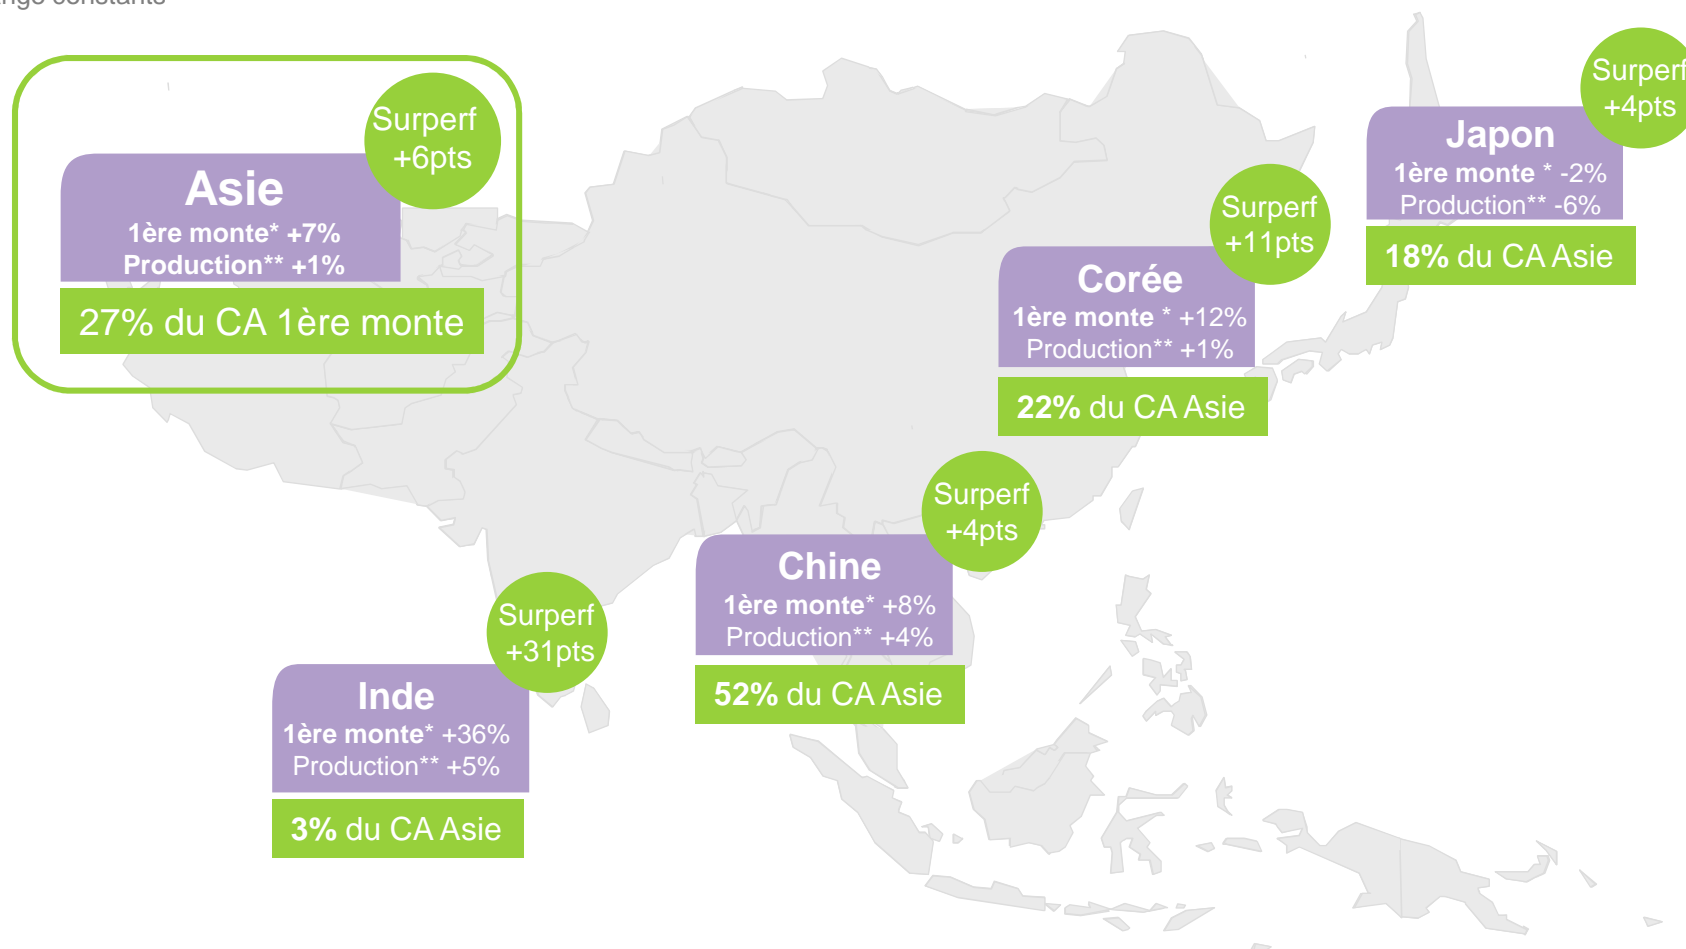 constants
Surperf
+6pts
Asie
1ère monte* +7%
Production** +1%
27% du CA 1ère monte
Surperf
+4pts
Japon
1ère monte * -2%
Production** -6%
18% du CA Asie
Surperf
+11pts
Corée
1ère monte * +12%
Production** +1%
22% du CA Asie
Surperf
+4pts
Chine
1ère monte* +8%
Production** +4%
52% du CA Asie
Surperf
+31pts
Inde
1ère monte* +36%
Production** +5%
3% du CA Asie